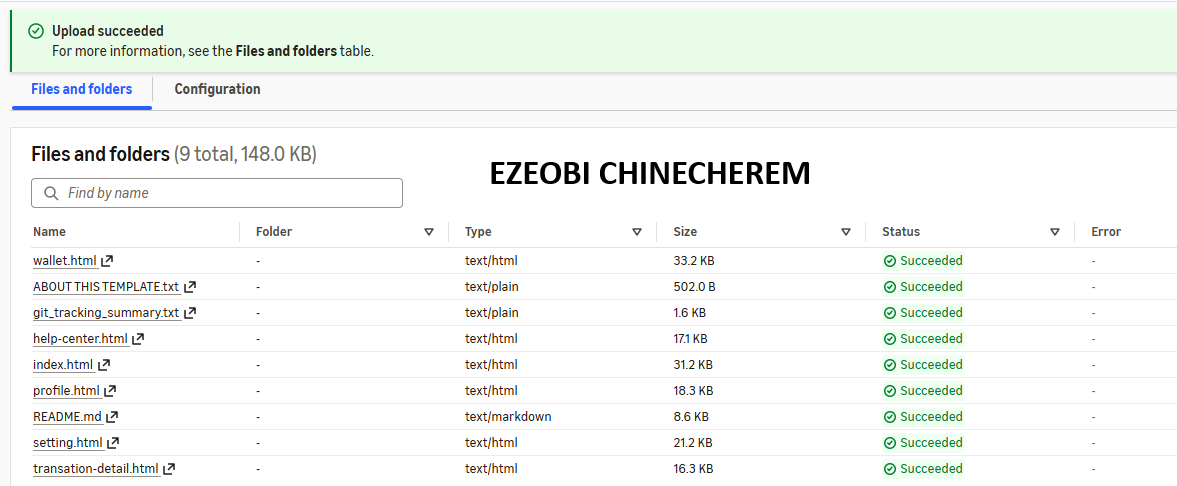 Upload succeeded
For more information, see the Files and folders table.
Files and folders Configuration
Files and folders (9 total, 148.0 KB)
EZEOBI CHINECHEREM
Find by name
Name Folder Type Size Status Error
wallet.html - text/html 33.2 KB Succeeded -
ABOUT THIS TEMPLATE.txt - text/plain 502.0 B Succeeded -
git_tracking_summary.txt - text/plain 1.6 KB Succeeded -
help-center.html - text/html 17.1 KB Succeeded -
index.html - text/html 31.2 KB Succeeded -
profile.html - text/html 18.3 KB Succeeded -
README.md - text/markdown 8.6 KB Succeeded -
setting.html - text/html 21.2 KB Succeeded -
transation-detail.html - text/html 16.3 KB Succeeded -